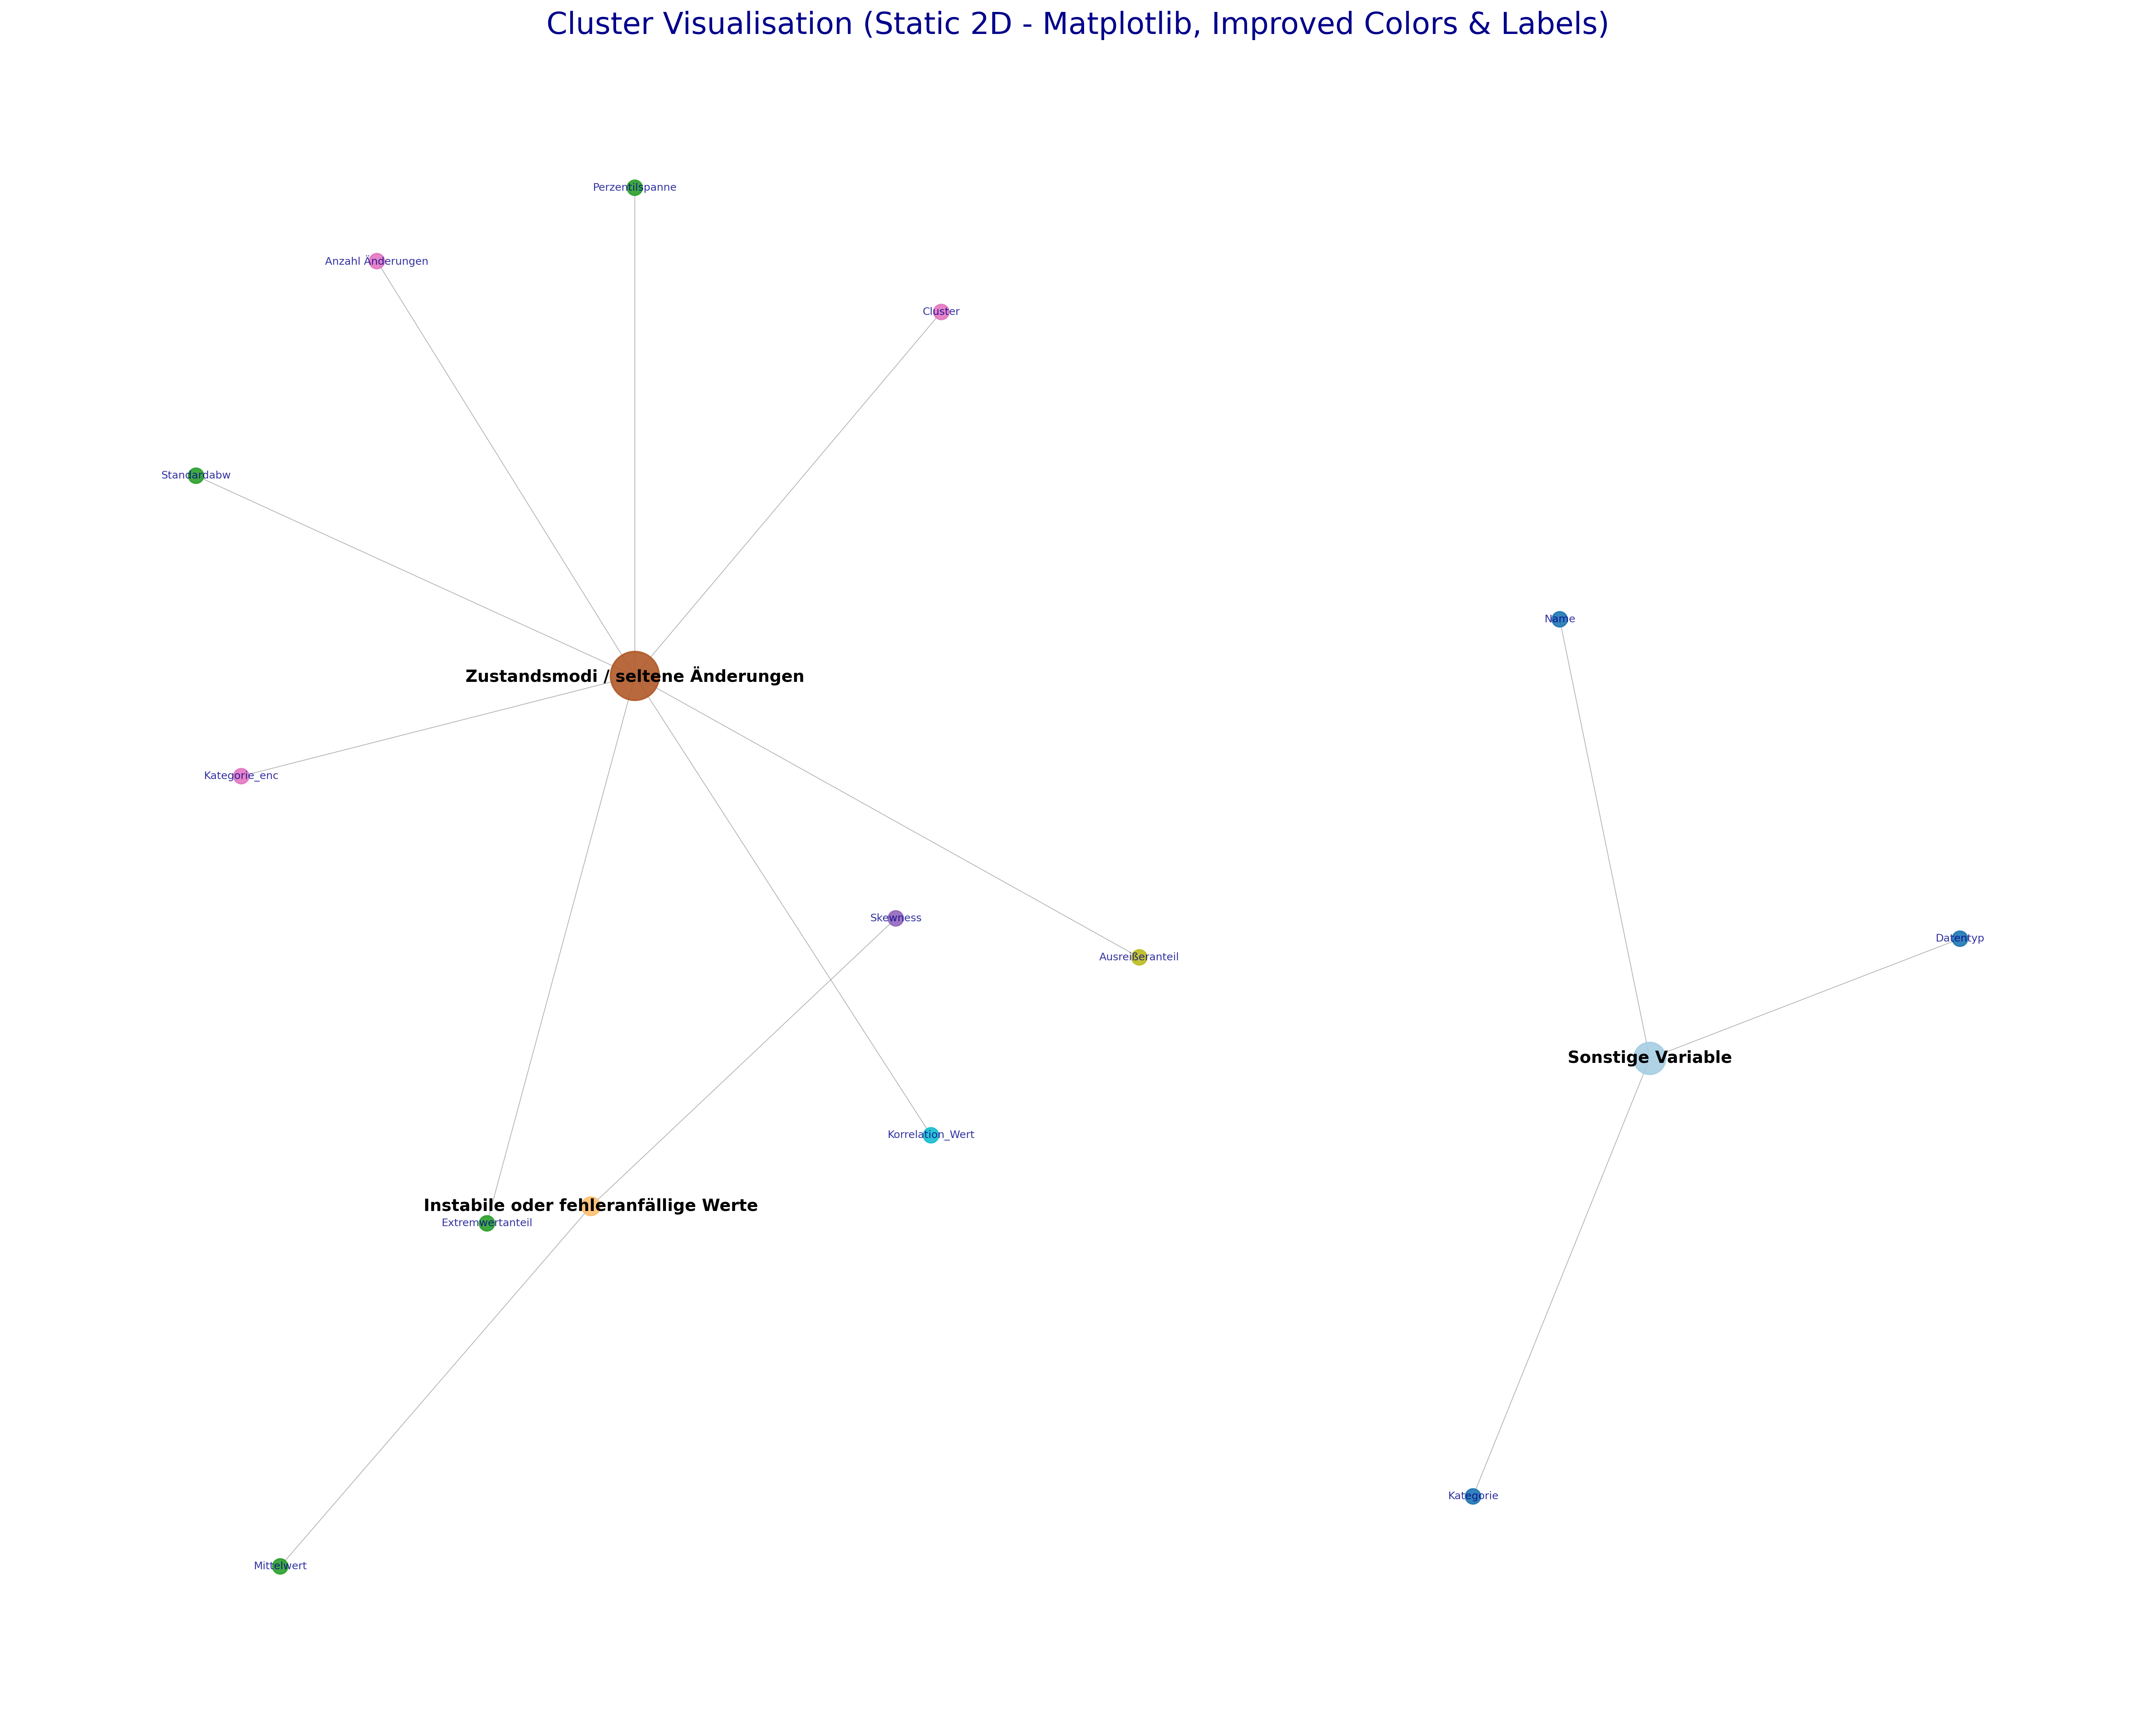 Cluster Visualisation (Static 2D - Matplotlib, Improved Colors & Labels)
Perzentilspanne
Anzahl Änderungen
Cluster
Standardabw
Name
Zustandsmodi / seltene Änderungen
Kategorie_enc
Skewness
Datentyp
Ausreißeranteil
Sonstige Variable
Korrelation_Wert
Instabile oder fehleranfällige Werte
Extremwertanteil
Kategorie
Mittelwert